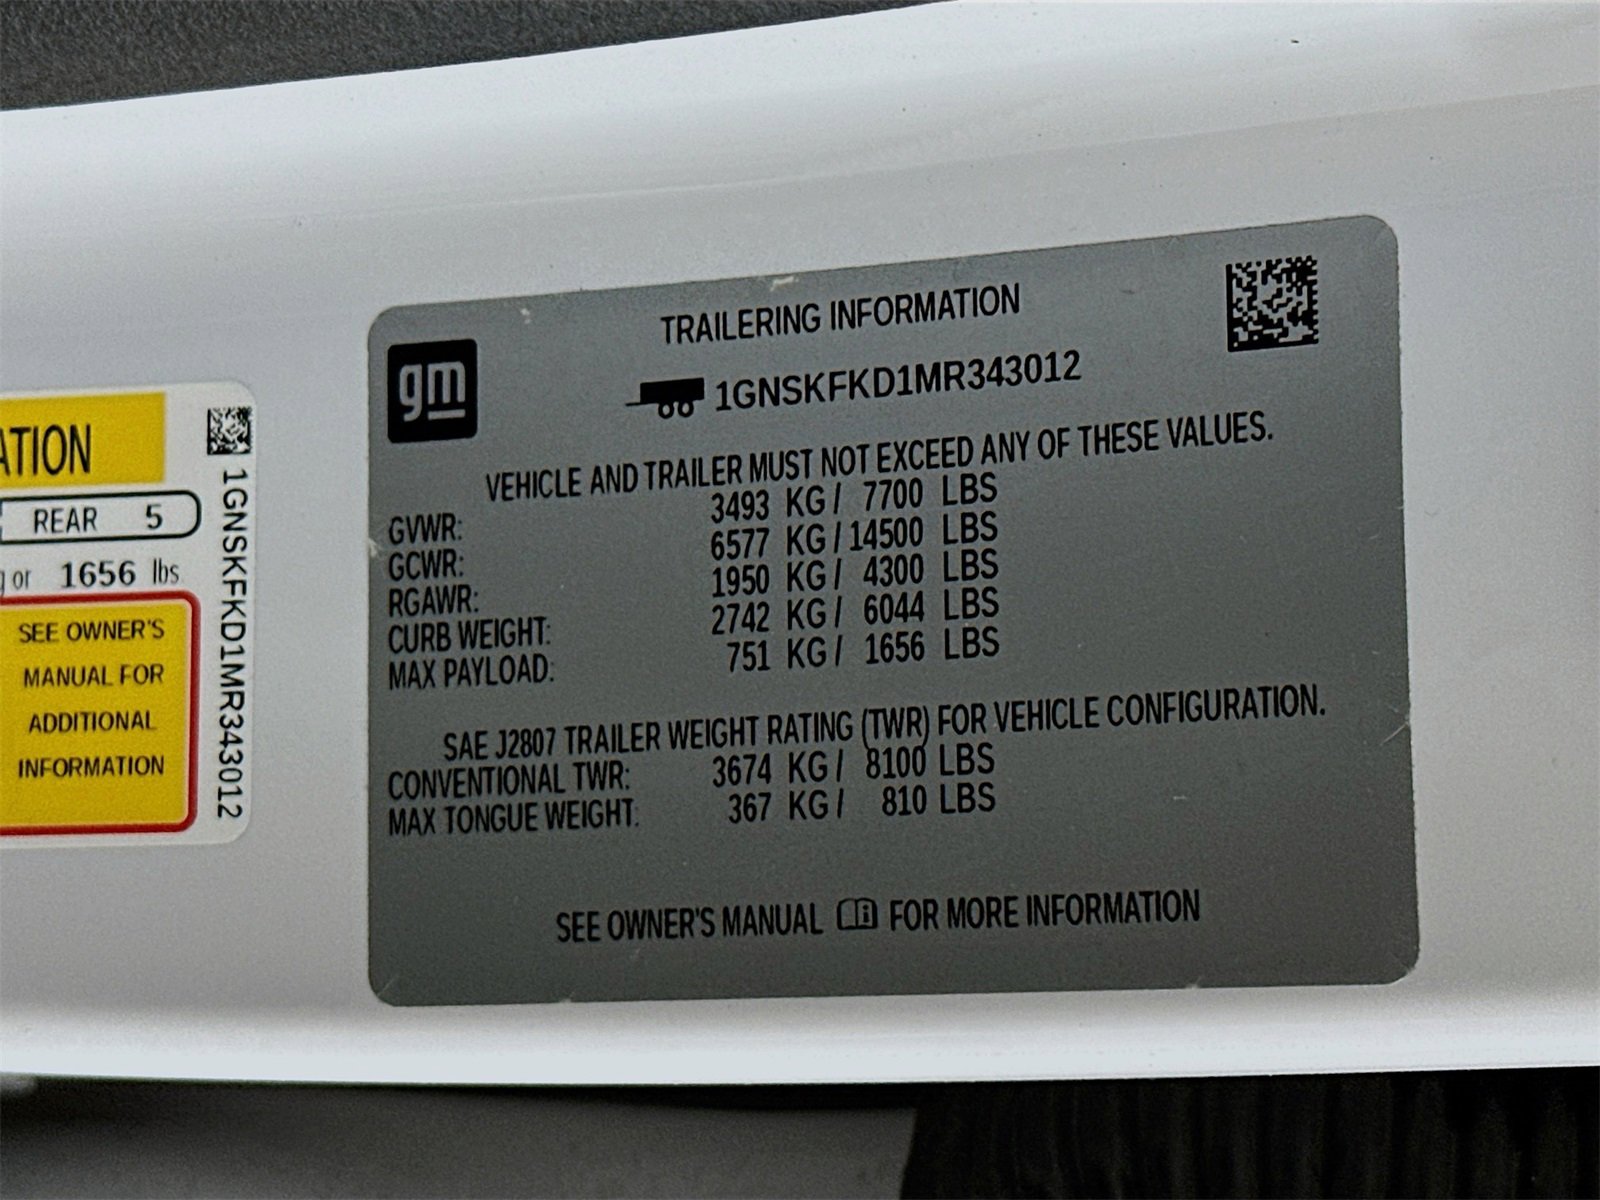 ATION
REAR 5
g or 1656 lbs
SEE OWNER'S
MANUAL FOR
ADDITIONAL
INFORMATION
1GNSKFKD1MR343012
gm
TRAILERING INFORMATION
1GNSKFKD1MR343012
VEHICLE AND TRAILER MUST NOT EXCEED ANY OF THESE VALUES.
GVWR: 3493 KG / 7700 LBS
GCWR: 6577 KG / 14500 LBS
RGAWR: 1950 KG / 4300 LBS
CURB WEIGHT: 2742 KG / 6044 LBS
MAX PAYLOAD: 751 KG / 1656 LBS
SAE J2807 TRAILER WEIGHT RATING (TWR) FOR VEHICLE CONFIGURATION.
CONVENTIONAL TWR: 3674 KG / 8100 LBS
MAX TONGUE WEIGHT: 367 KG / 810 LBS
SEE OWNER'S MANUAL FOR MORE INFORMATION